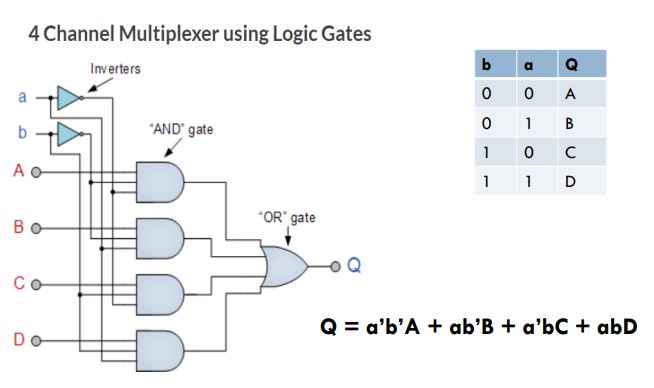 4 Channel Multiplexer using Logic Gates
Inverters
a
b
"AND" gate
A
B
"OR" gate
Q
C
D
b a Q
0 0 A
0 1 B
1 0 C
1 1 D
Q = a’b’A + ab’B + a’bC + abD